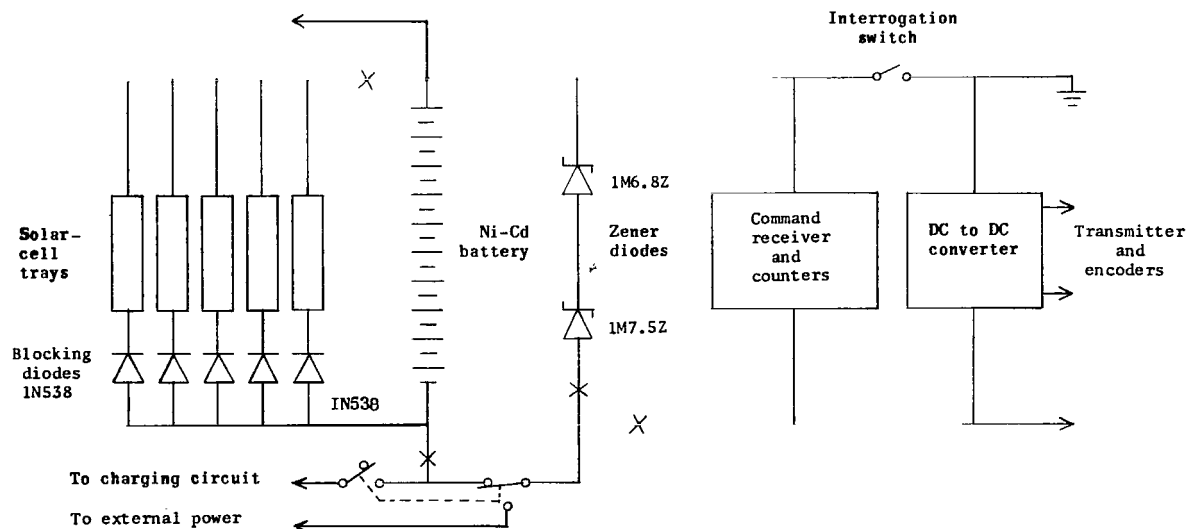 Interrogation
switch
1M6.8Z
Solar-
cell
trays
Ni-Cd
battery
Zener
diodes
Command
receiver
and
counters
DC to DC
converter
Transmitter
and
encoders
1M7.5Z
Blocking
diodes
1N538
IN538
To charging circuit
To external power